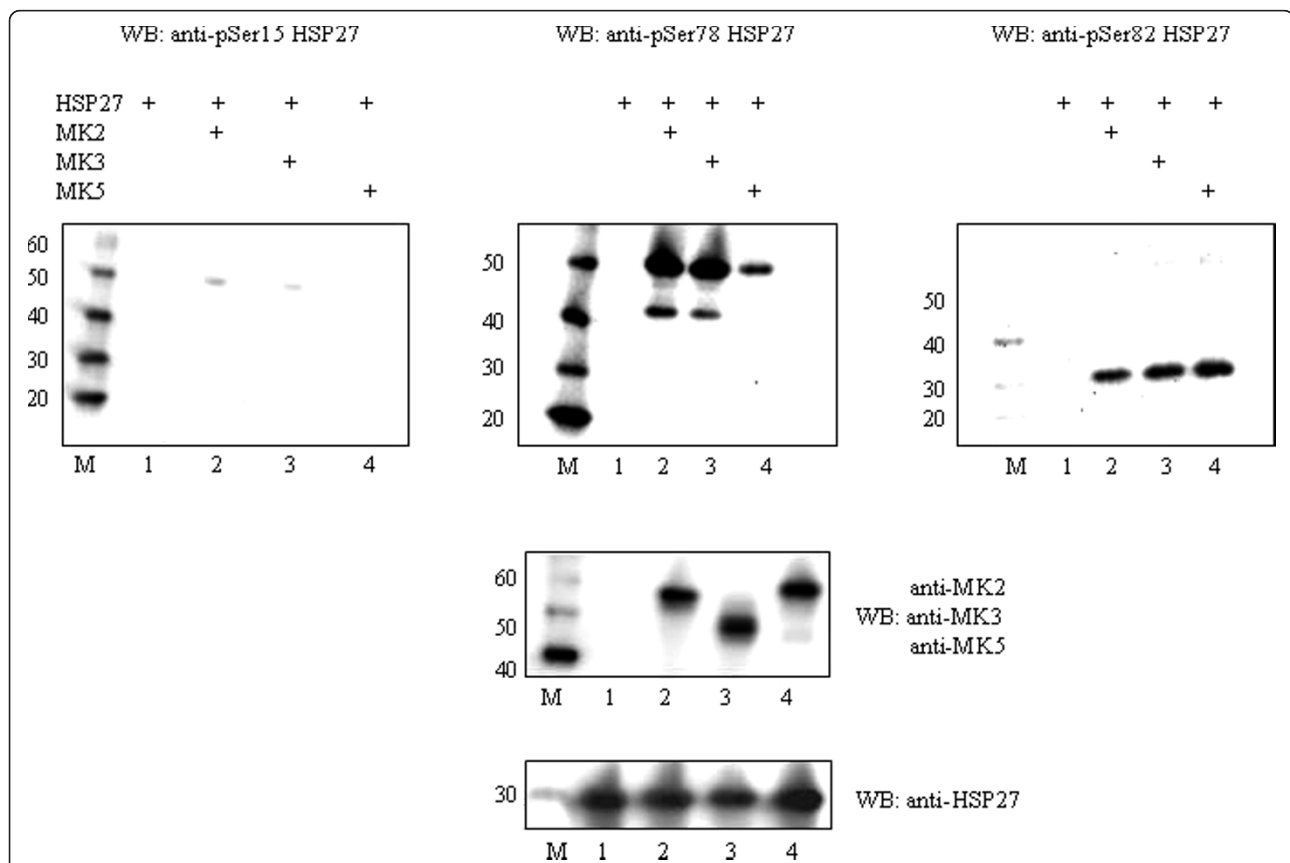 WB: anti-pSer15 HSP27 WB: anti-pSer78 HSP27 WB: anti-pSer82 HSP27
HSP27 + + + + + + + + + + + +
MK2 + + +
MK3 + + +
MK5 + + +
60
50
40
30
20
M 1 2 3 4
50
40
30
20
M 1 2 3 4
50
40
30
20
M 1 2 3 4
60
50
40
M 1 2 3 4
anti-MK2
WB: anti-MK3
anti-MK5
30
WB: anti-HSP27
M 1 2 3 4